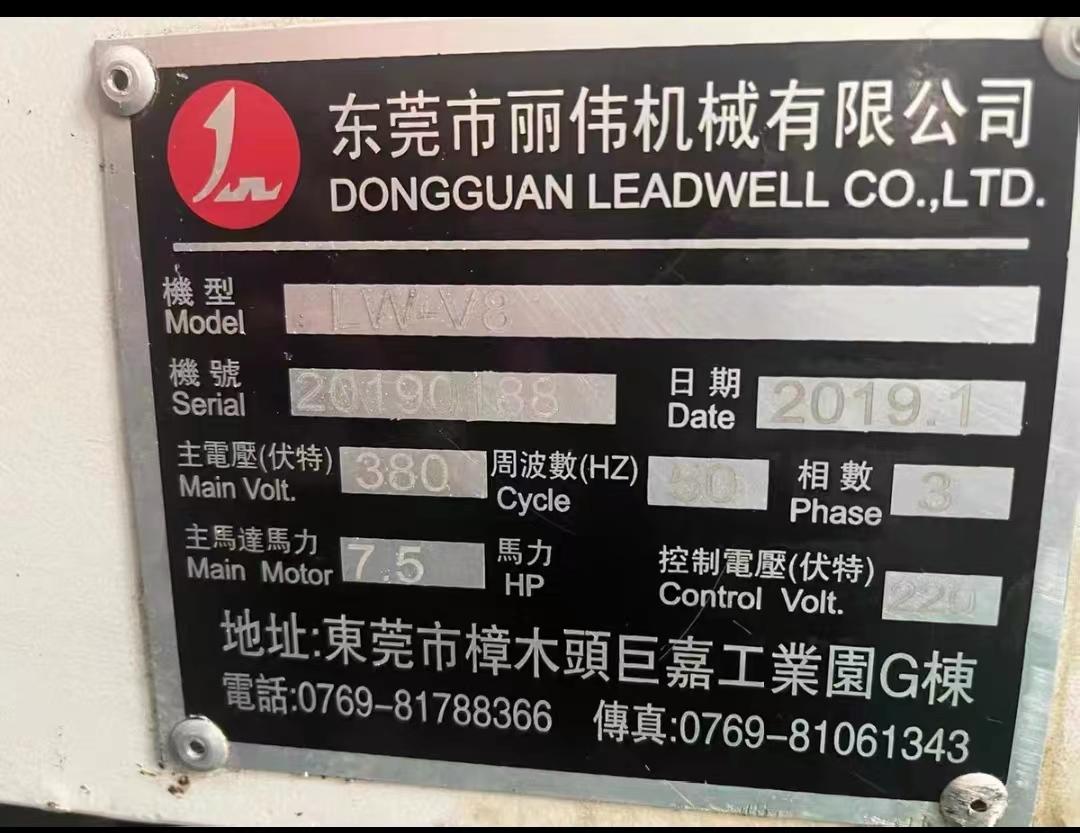 东莞市丽伟机械有限公司
DONGGUAN LEADWELL CO.,LTD.
機型 LW-V8
Model
機號 20190188 日期 2019.1
Serial Date
主電壓(伏特) 380 周波數(HZ) 50 相數 3
Main Volt. Cycle Phase
主馬達馬力 7.5 馬力 控制電壓(伏特) 220
Main Motor HP Control Volt.
地址:東莞市樟木頭巨嘉工業園G棟
電話:0769-81788366 傳真:0769-81061343